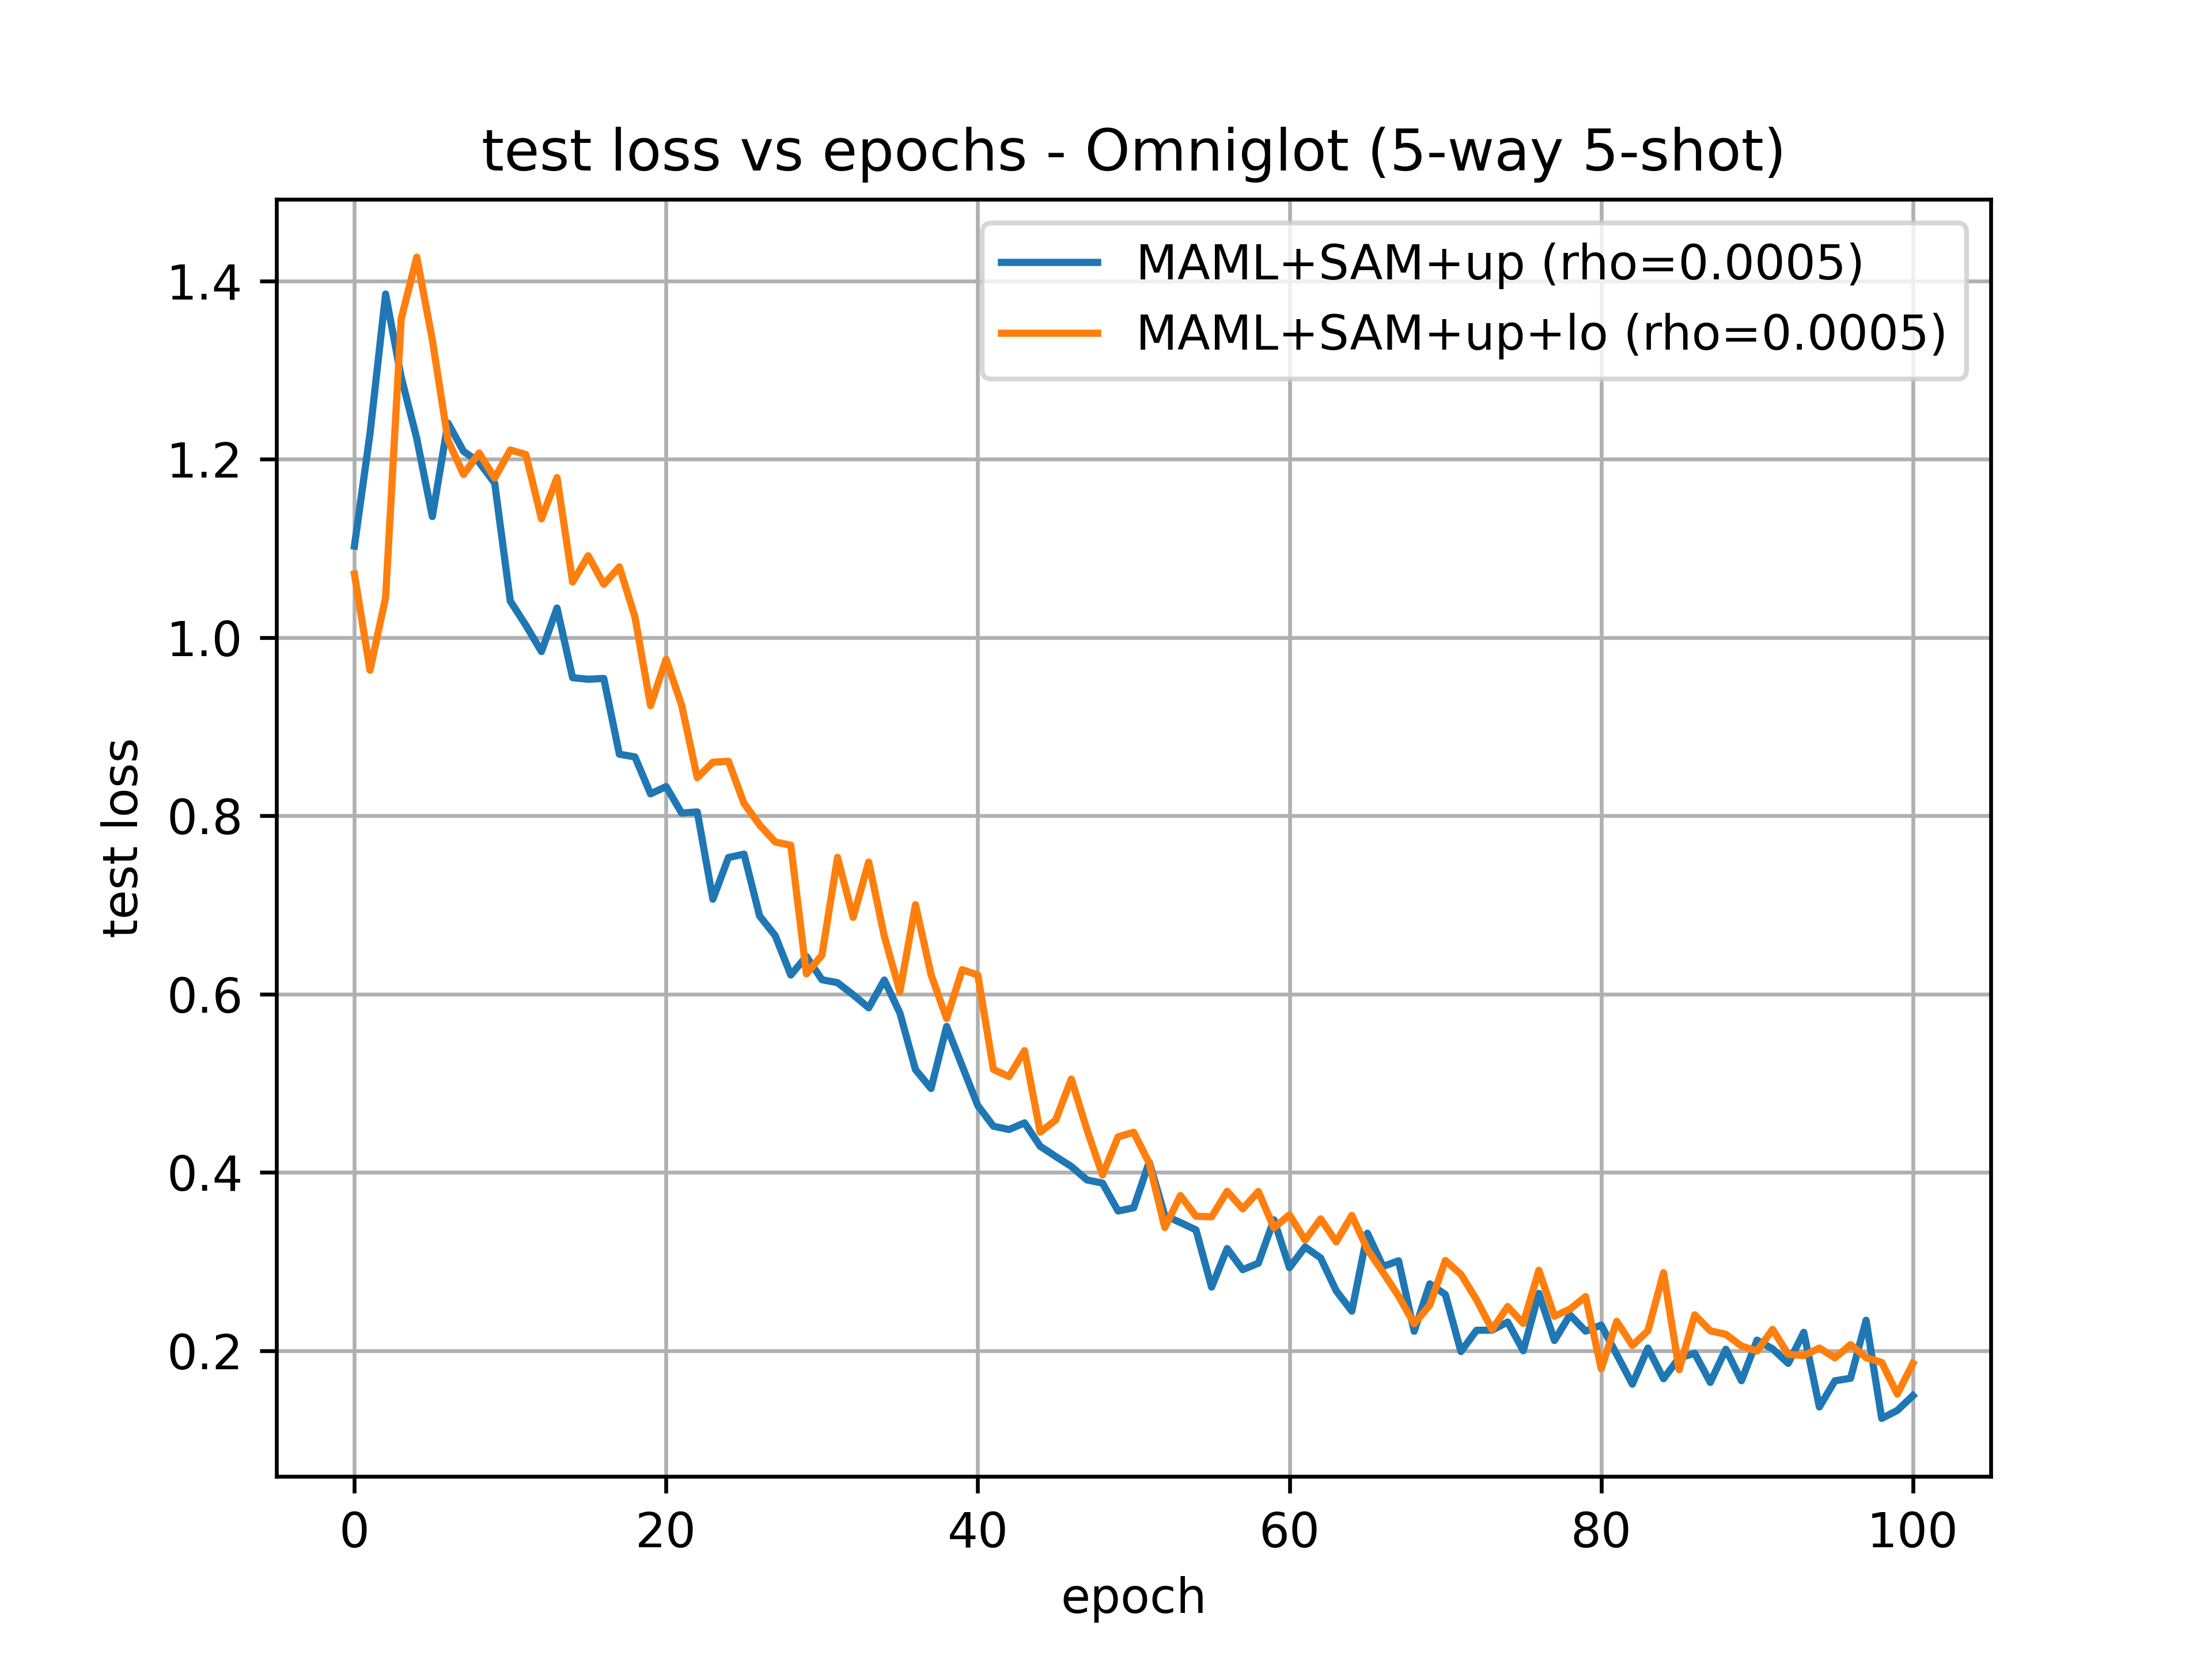 test loss vs epochs - Omniglot (5-way 5-shot)
MAML+SAM+up (rho=0.0005)
MAML+SAM+up+lo (rho=0.0005)
1.4
1.2
1.0
0.8
0.6
0.4
0.2
test loss
0 20 40 60 80 100
epoch